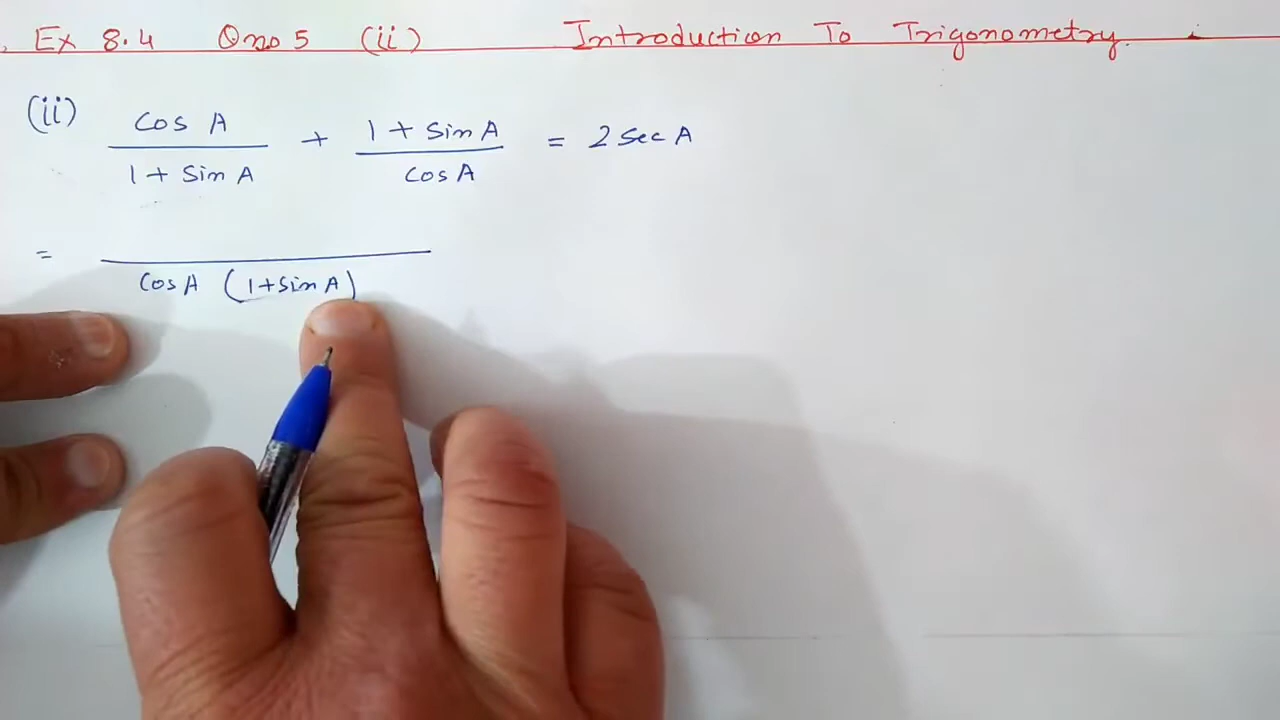 Ex 8.4 Qno 5 (ii) Introduction To Trigonometry.
(ii) Cos A / 1 + Sin A + 1 + Sin A / Cos A = 2 Sec A
= / Cos A (1+Sin A)